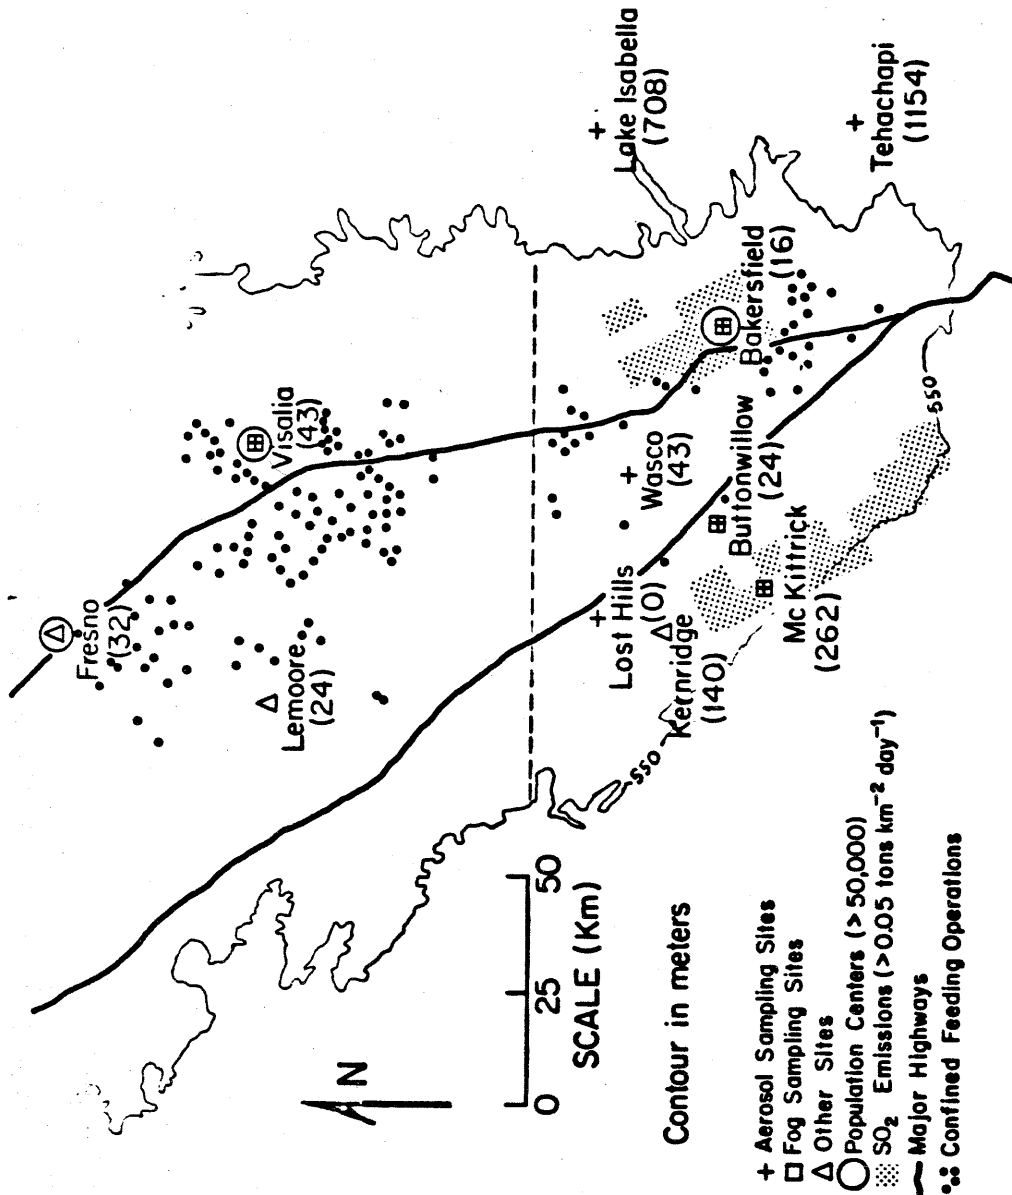 Fresno
(32)
Visalia
(43)
Lemoore
(24)
Lake Isabella
(708)
Tehachapi
(1154)
Bakersfield
(16)
Wasco
(43)
Buttonwillow
(24)
Lost Hills
(0)
Mc Kittrick
(262)
Kernridge
(140)
550
550
N
0
25
50
SCALE (Km)
Contour in meters
+ Aerosol Sampling Sites
Fog Sampling Sites
Other Sites
Population Centers (> 50,000)
SO₂ Emissions (>0.05 tons km⁻² day⁻¹)
Major Highways
Confined Feeding Operations